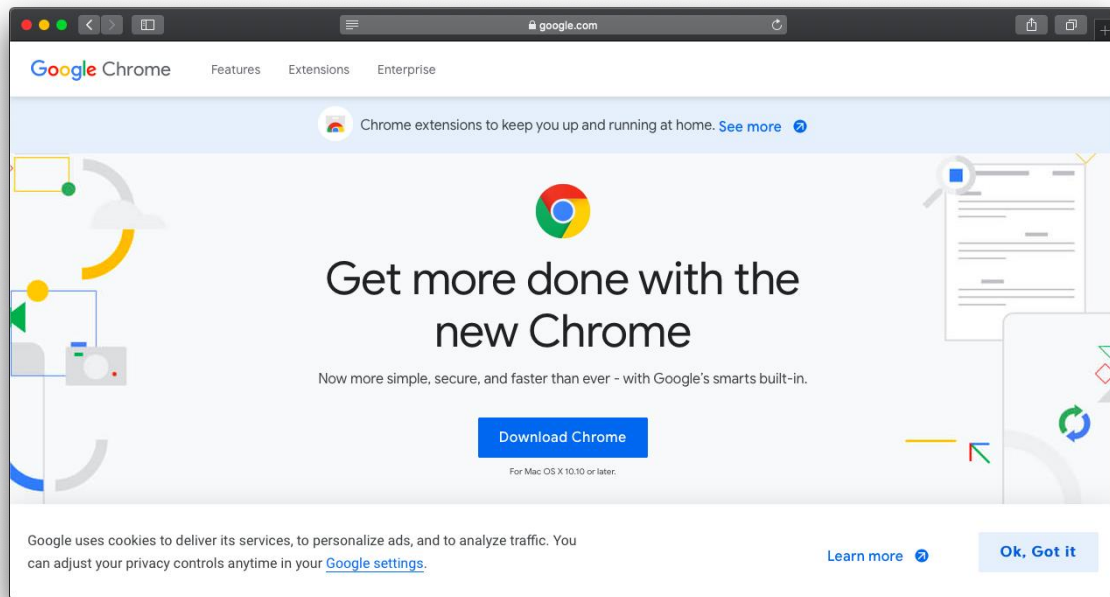 google.com
Google Chrome Features Extensions Enterprise
Chrome extensions to keep you up and running at home. See more
Get more done with the
new Chrome
Now more simple, secure, and faster than ever - with Google's smarts built-in.
Download Chrome
For Mac OS X 10.10 or later.
Google uses cookies to deliver its services, to personalize ads, and to analyze traffic. You
can adjust your privacy controls anytime in your Google settings.
Learn more
Ok, Got it